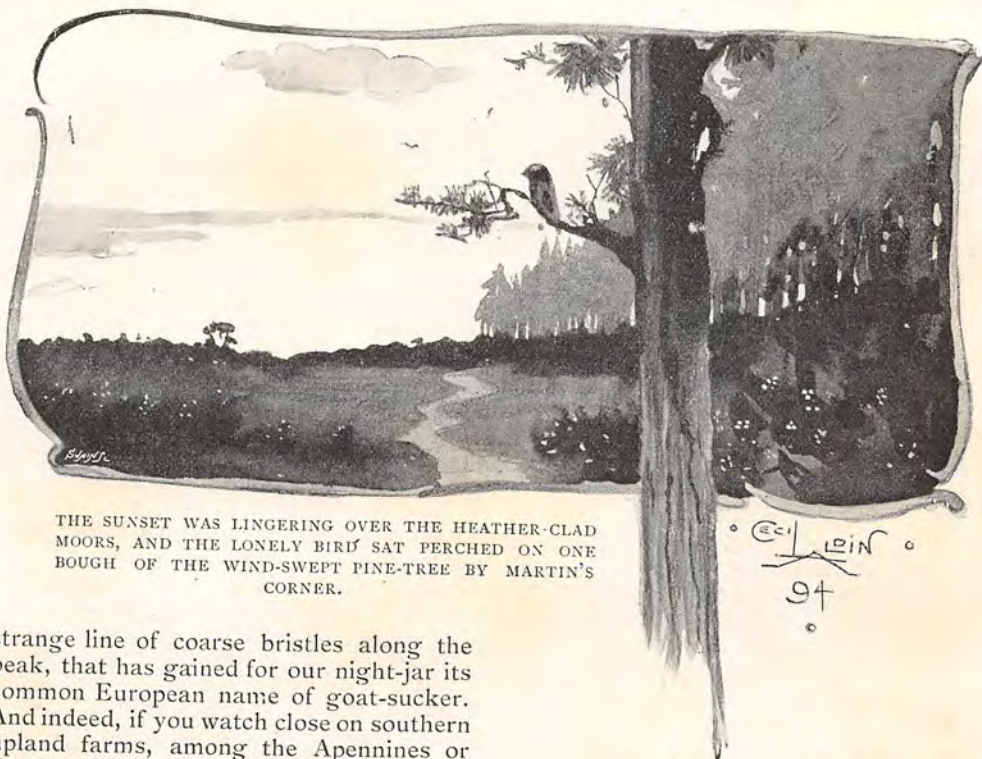 THE SUNSET WAS LINGERING OVER THE HEATHER-CLAD
MOORS, AND THE LONELY BIRD SAT PERCHED ON ONE
BOUGH OF THE WIND-SWEPT PINE-TREE BY MARTIN'S
CORNER.
CECIL ALDIN
94
strange line of coarse bristles along the
beak, that has gained for our night-jar its
common European name of goat-sucker.
And indeed, if you watch close on southern
upland farms, among the Apennines or